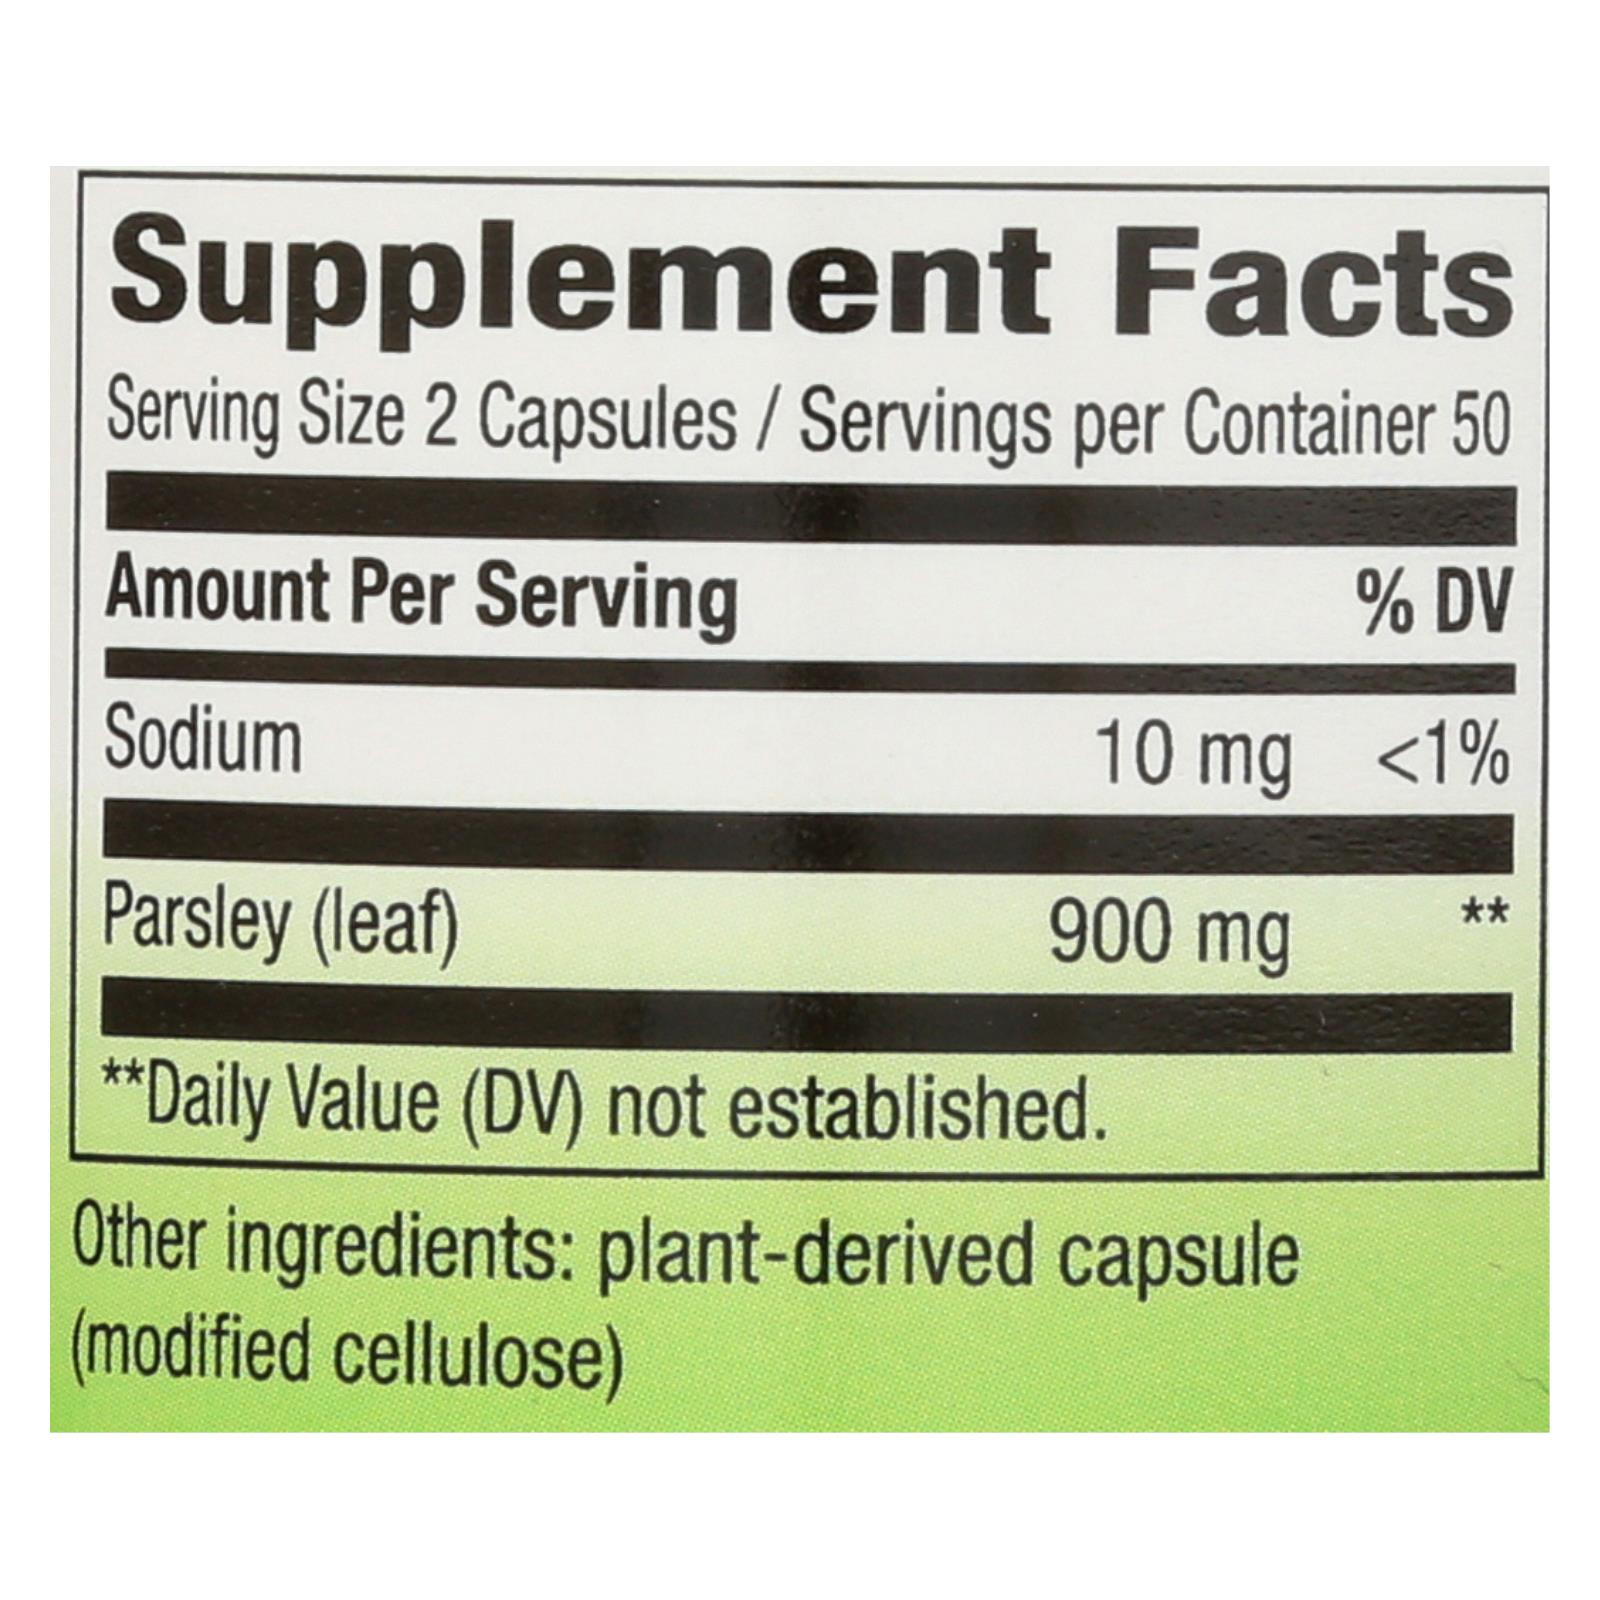 Supplement Facts
Serving Size 2 Capsules / Servings per Container 50
Amount Per Serving % DV
Sodium 10 mg <1%
Parsley (leaf) 900 mg **
**Daily Value (DV) not established.
Other ingredients: plant-derived capsule
(modified cellulose)